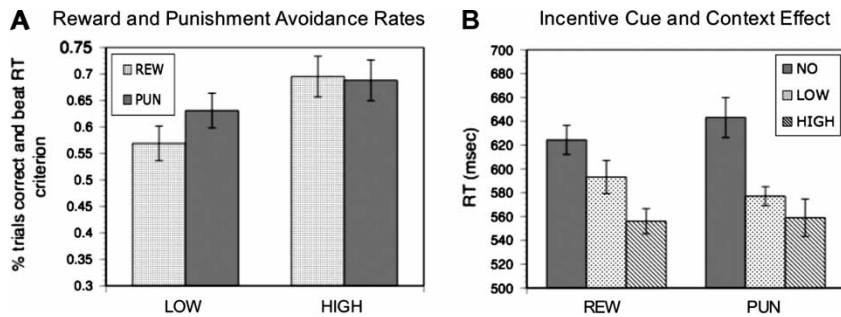 A Reward and Punishment Avoidance Rates
% trials correct and beat RT
criterion
0.75
0.7
0.65
0.6
0.55
0.5
0.45
0.4
0.35
0.3
REW
PUN
LOW HIGH
B Incentive Cue and Context Effect
RT (msec)
700
680
660
640
620
600
580
560
540
520
500
NO
LOW
HIGH
REW PUN